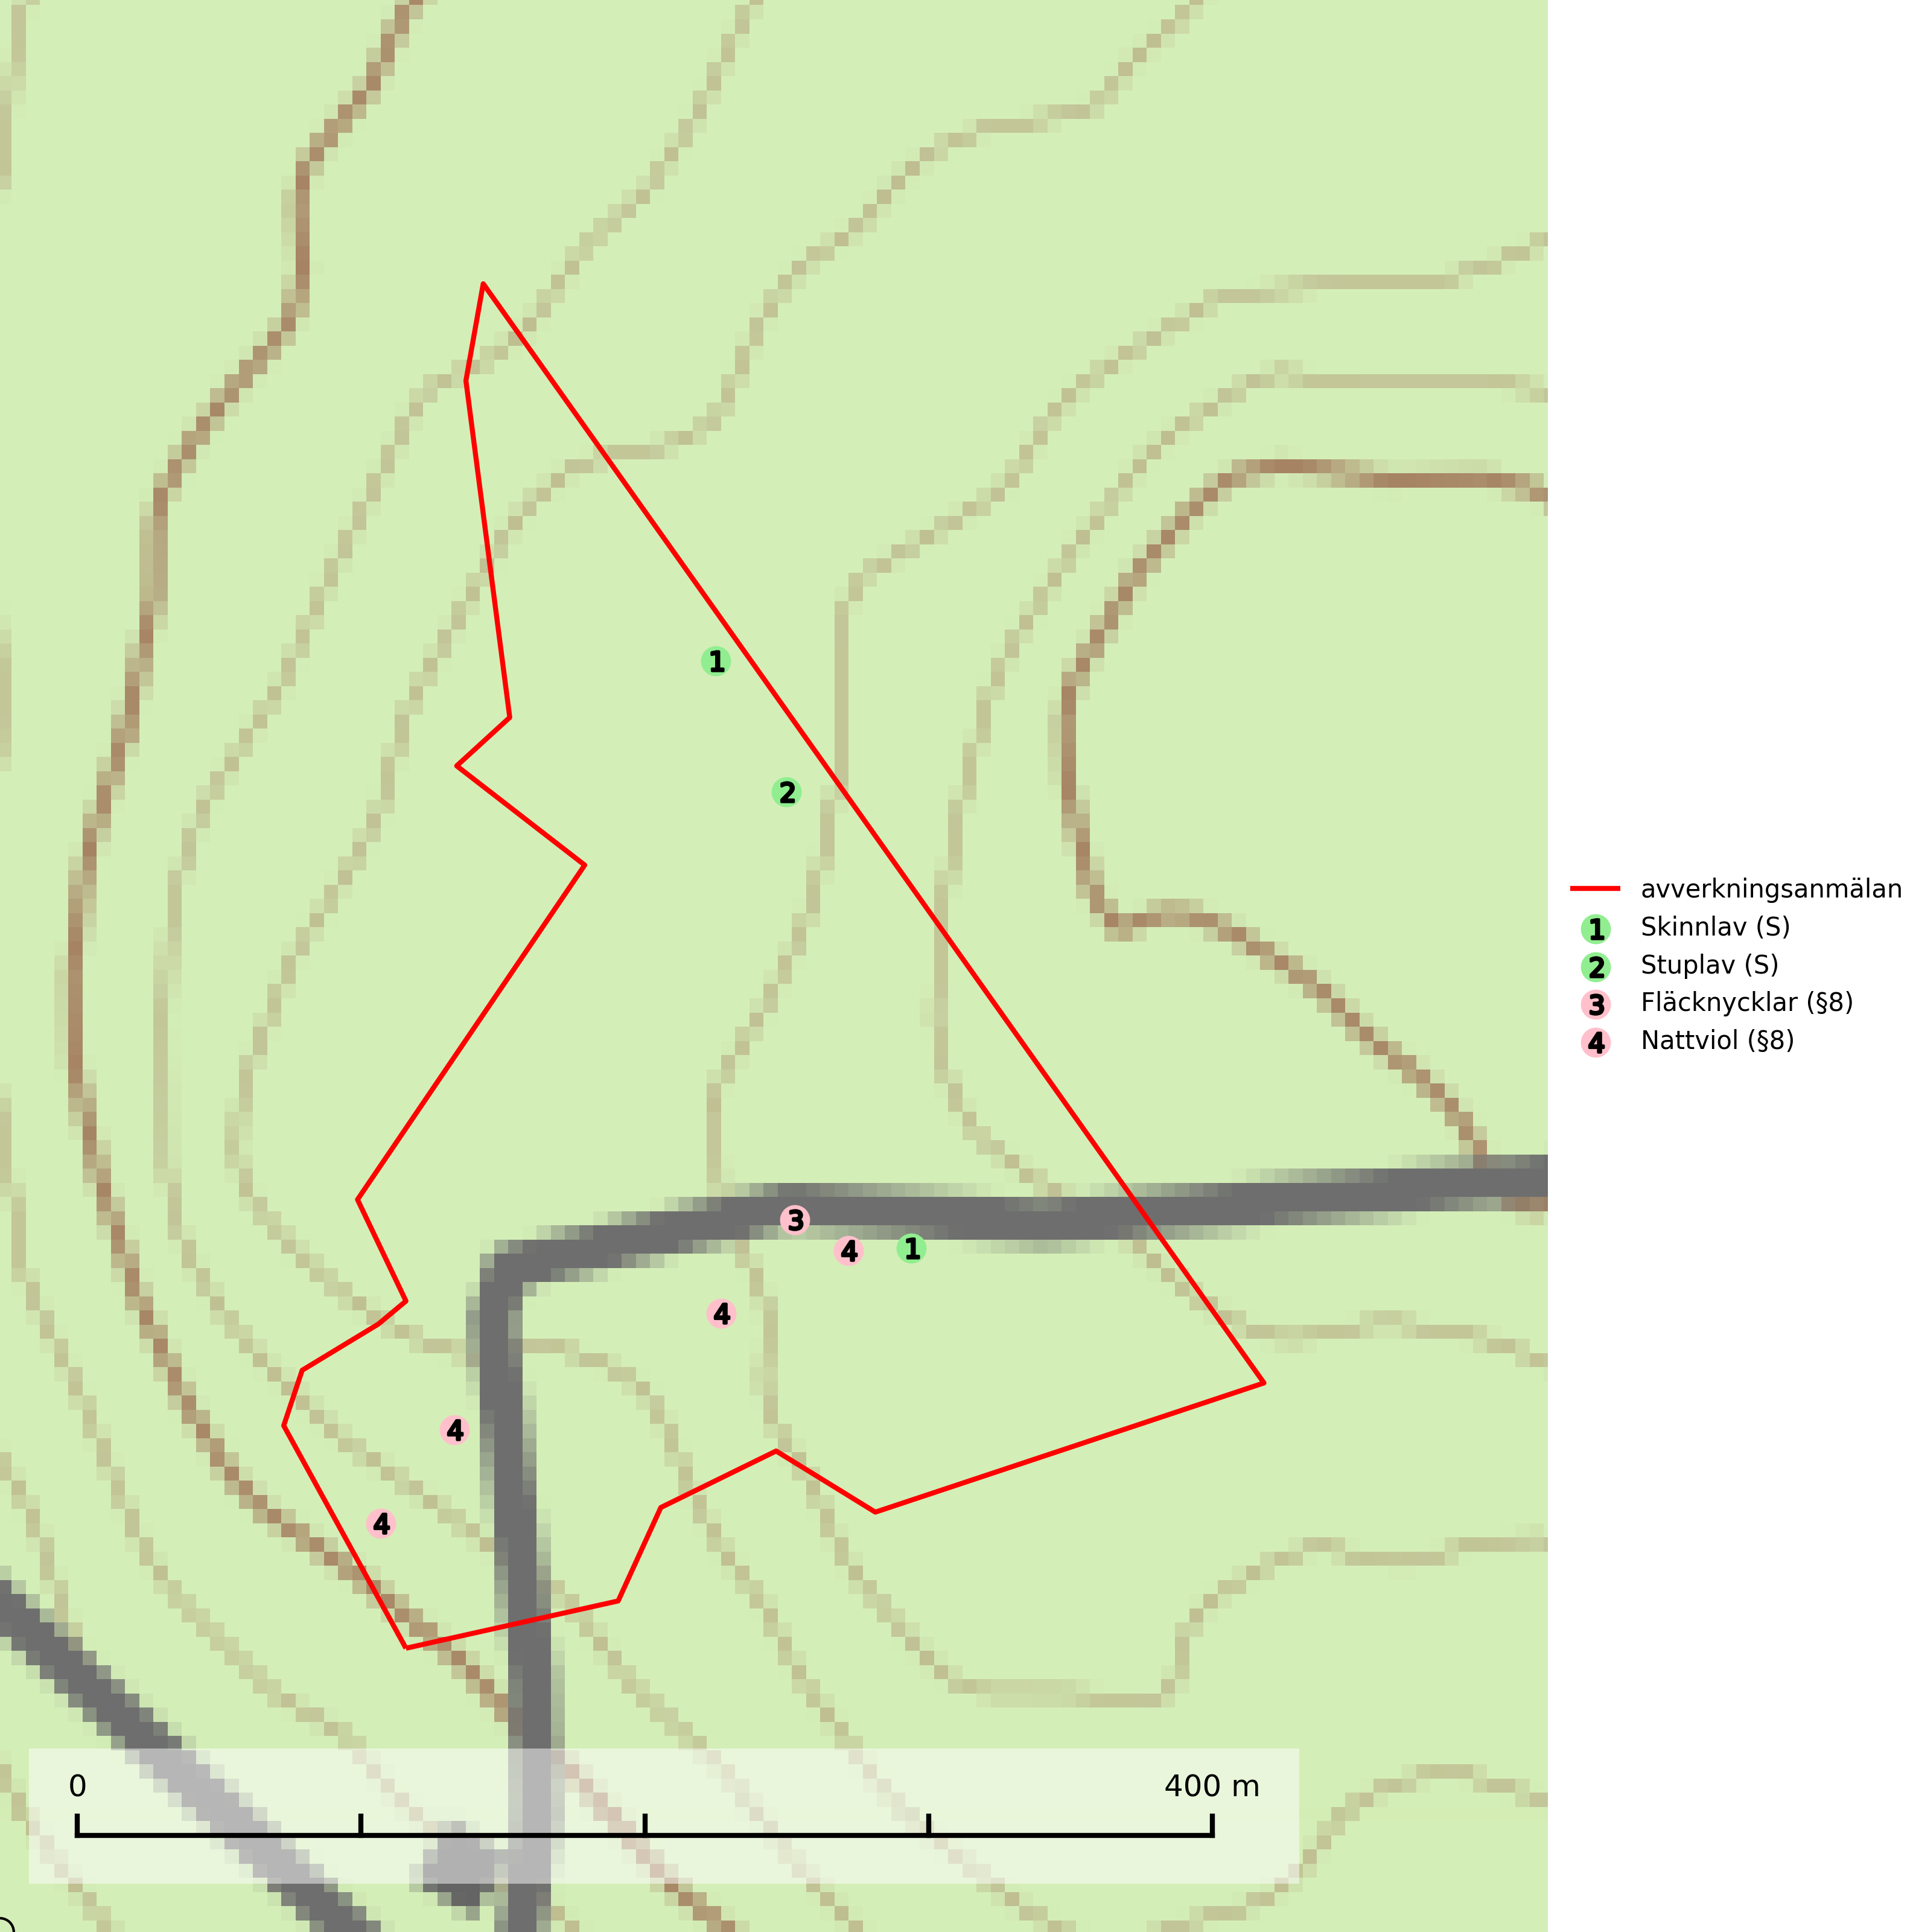 1
2
3
4
1
4
4
4
avverkningsanmälan
1 Skinnlav (S)
2 Stuplav (S)
3 Fläcknycklar (§8)
4 Nattviol (§8)
0 400 m